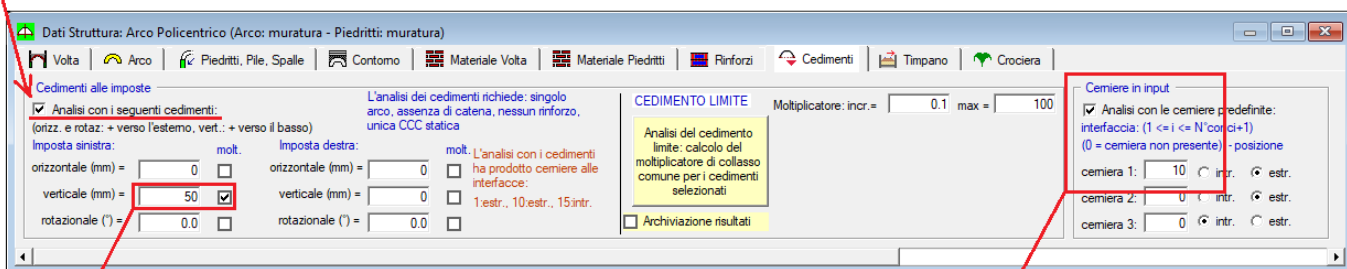 Dati Struttura: Arco Policentrico (Arco: muratura - Piedritti: muratura)
Volta Arco Piedritti, Pile, Spalle Contorno Materiale Volta Materiale Piedritti Rinforzi Cedimenti Timpano Crociera
Cedimenti alle imposte
Analisi con i seguenti cedimenti:
(orizz. e rotaz: + verso l'esterno, vert.: + verso il basso)
L'analisi dei cedimenti richiede: singolo
arco, assenza di catena, nessun rinforzo,
unica CCC statica
Imposta sinistra: molt.
orizzontale (mm) = 0
verticale (mm) = 50
rotazionale (°) = 0.0
Imposta destra: molt.
orizzontale (mm) = 0
verticale (mm) = 0
rotazionale (°) = 0.0
L'analisi con i cedimenti
ha prodotto cerniere alle
interfacce:
1:estr., 10:estr., 15:intr.
CEDIMENTO LIMITE
Analisi del cedimento
limite: calcolo del
moltiplicatore di collasso
comune per i cedimenti
selezionati
Archiviazione risultati
Moltiplicatore: incr.= 0.1 max = 100
Cerniere in input
Analisi con le cerniere predefinite:
interfaccia: (1 <= i <= N°conci+1)
(0 = cerniera non presente) - posizione
cerniera 1: 10 intr. estr.
cerniera 2: 0 intr. estr.
cerniera 3: 0 intr. estr.